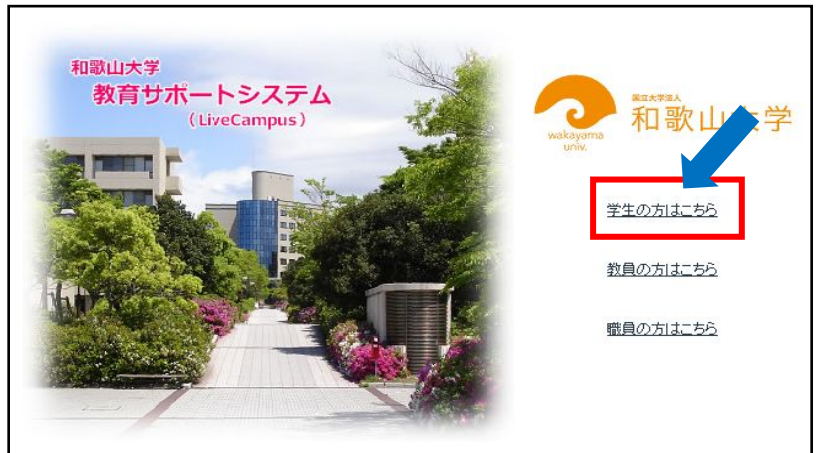 和歌山大学
教育サポートシステム
(LiveCampus)
wakayama
univ.
国立大学法人
和歌山大学
学生の方はこちら
教員の方はこちら
職員の方はこちら